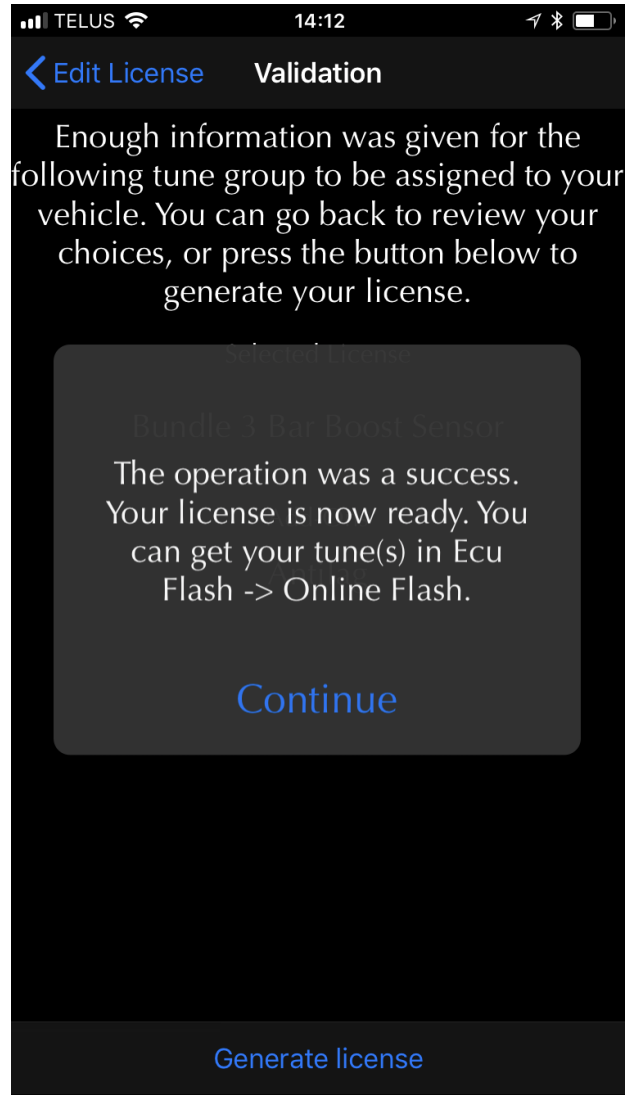 TELUS 14:12
Edit License Validation
Enough information was given for the
following tune group to be assigned to your
vehicle. You can go back to review your
choices, or press the button below to
generate your license.
Selected License
Bundle 3 Bar Boost Sensor
The operation was a success.
Your license is now ready. You
can get your tune(s) in Ecu
Antilag
Flash -> Online Flash.
Continue
Generate license